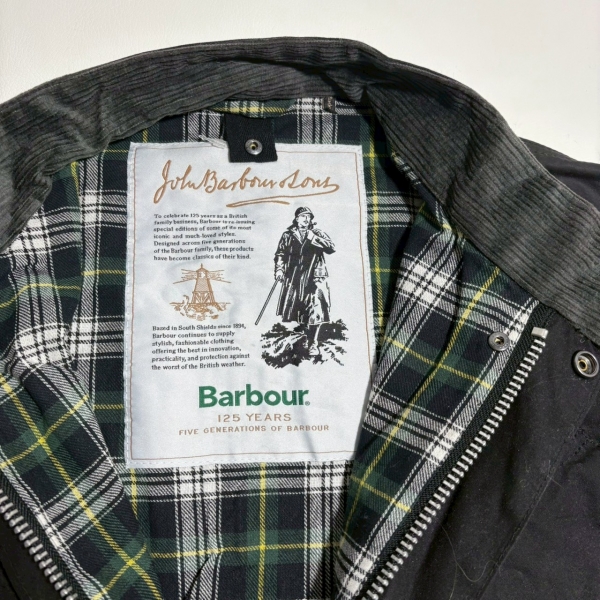 John Barbour & Sons
To celebrate 125 years as a British
family business, Barbour is re-issuing
special editions of some of the most
iconic and much-loved styles.
Designed across five generations
of the Barbour family, these products
have become classics of their kind.
Based in South Shields since 1894,
Barbour continues to supply
stylish, fashionable clothing
offering the best in innovation,
practicality, and protection against
the worst of the British weather.
Barbour®
125 YEARS
FIVE GENERATIONS OF BARBOUR